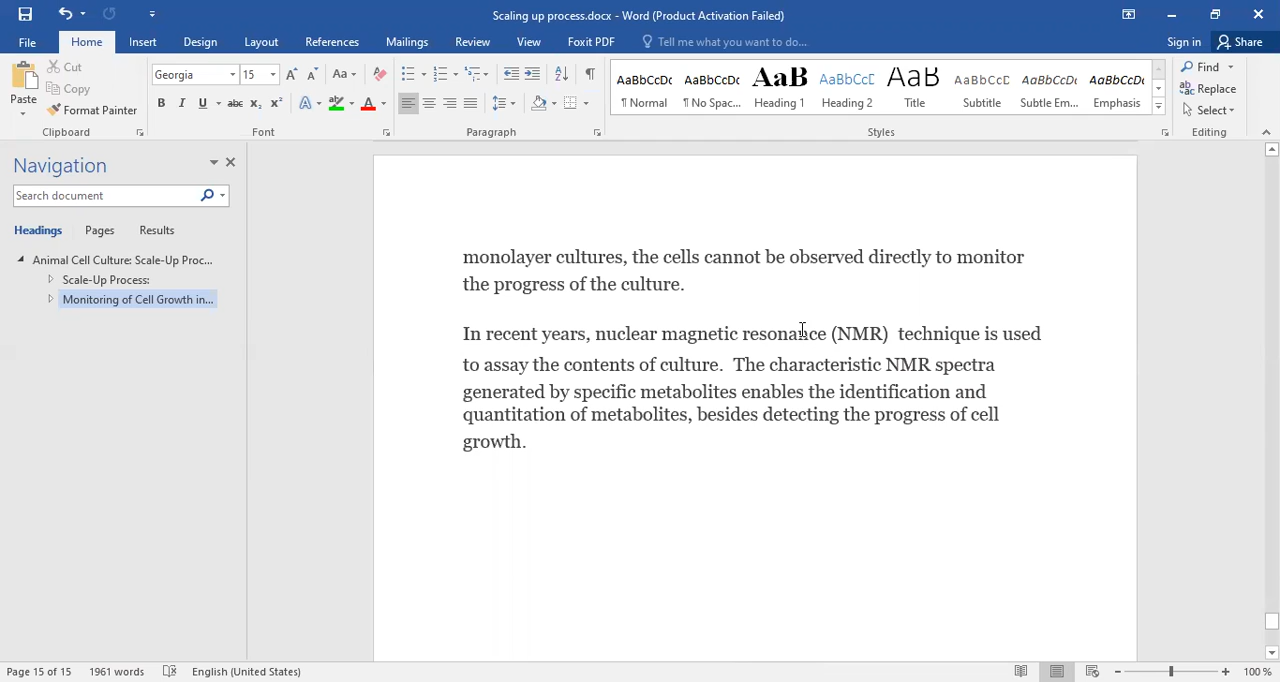 Scaling up process.docx - Word (Product Activation Failed)
File Home Insert Design Layout References Mailings Review View Foxit PDF Tell me what you want to do... Sign in Share
Paste
Cut
Copy
Format Painter
Clipboard
Georgia 15
Font
Paragraph
AaBbCcDc AaBbCcDc AaB AaBbCcD AaB AaBbCcD AaBbCcDc AaBbCcDc
¶ Normal ¶ No Spac... Heading 1 Heading 2 Title Subtitle Subtle Em... Emphasis
Styles
Find
Replace
Select
Editing
Navigation
Search document
Headings Pages Results
Animal Cell Culture: Scale-Up Proc...
Scale-Up Process:
Monitoring of Cell Growth in...
monolayer cultures, the cells cannot be observed directly to monitor
the progress of the culture.
In recent years, nuclear magnetic resonance (NMR)  technique is used
to assay the contents of culture.  The characteristic NMR spectra
generated by specific metabolites enables the identification and
quantitation of metabolites, besides detecting the progress of cell
growth.
Page 15 of 15 1961 words English (United States) 100 %